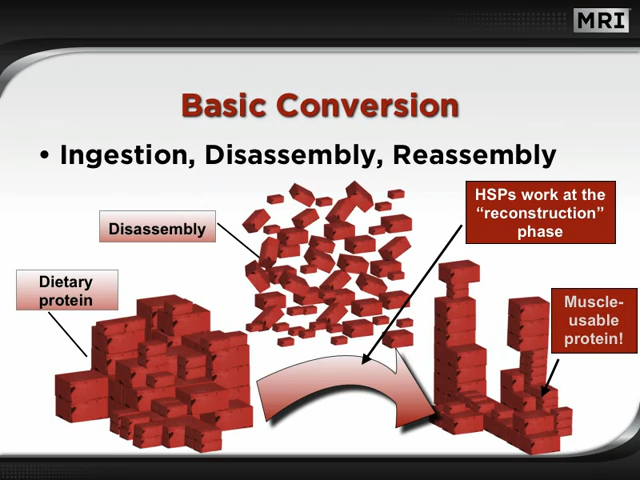 MRI
Basic Conversion
• Ingestion, Disassembly, Reassembly
HSPs work at the
“reconstruction”
phase
Disassembly
Dietary
protein
Muscle-
usable
protein!